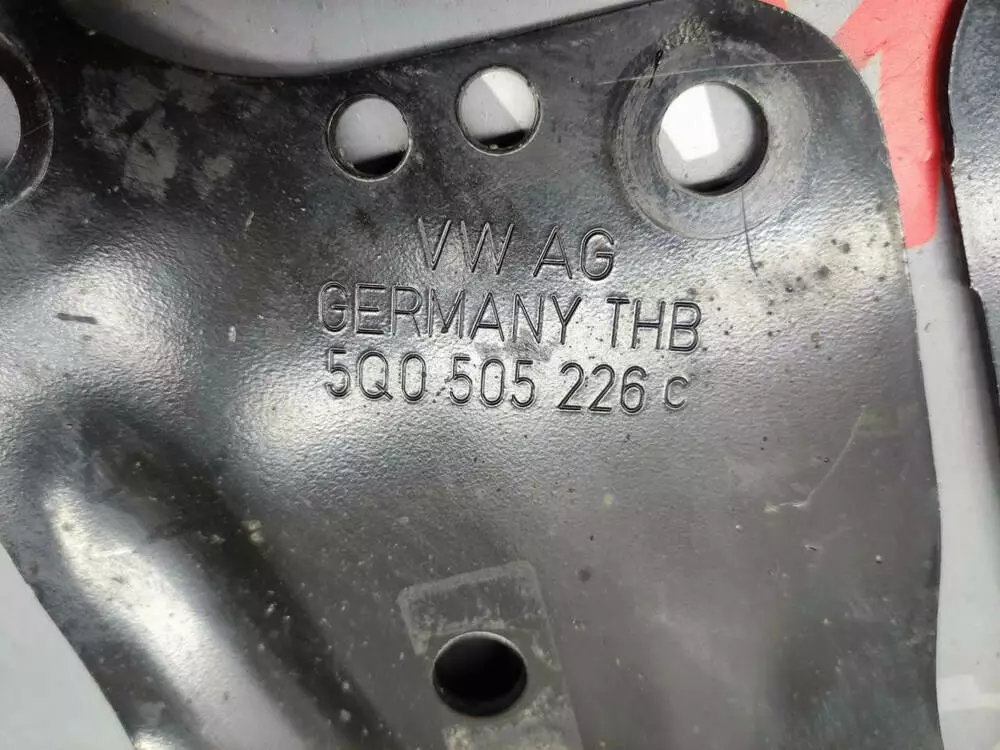 VW AG
GERMANY THB
5Q0 505 226 C